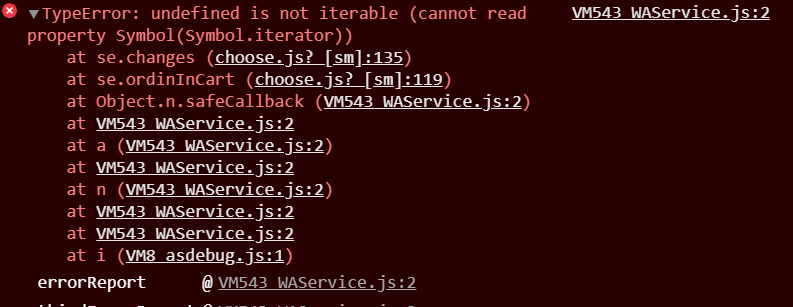 ▼TypeError: undefined is not iterable (cannot read VM543 WAService.js:2
property Symbol(Symbol.iterator))
at se.changes (choose.js? [sm]:135)
at se.ordinInCart (choose.js? [sm]:119)
at Object.n.safeCallback (VM543 WAService.js:2)
at VM543 WAService.js:2
at a (VM543 WAService.js:2)
at VM543 WAService.js:2
at n (VM543 WAService.js:2)
at VM543 WAService.js:2
at VM543 WAService.js:2
at i (VM8 asdebug.js:1)
errorReport @ VM543 WAService.js:2